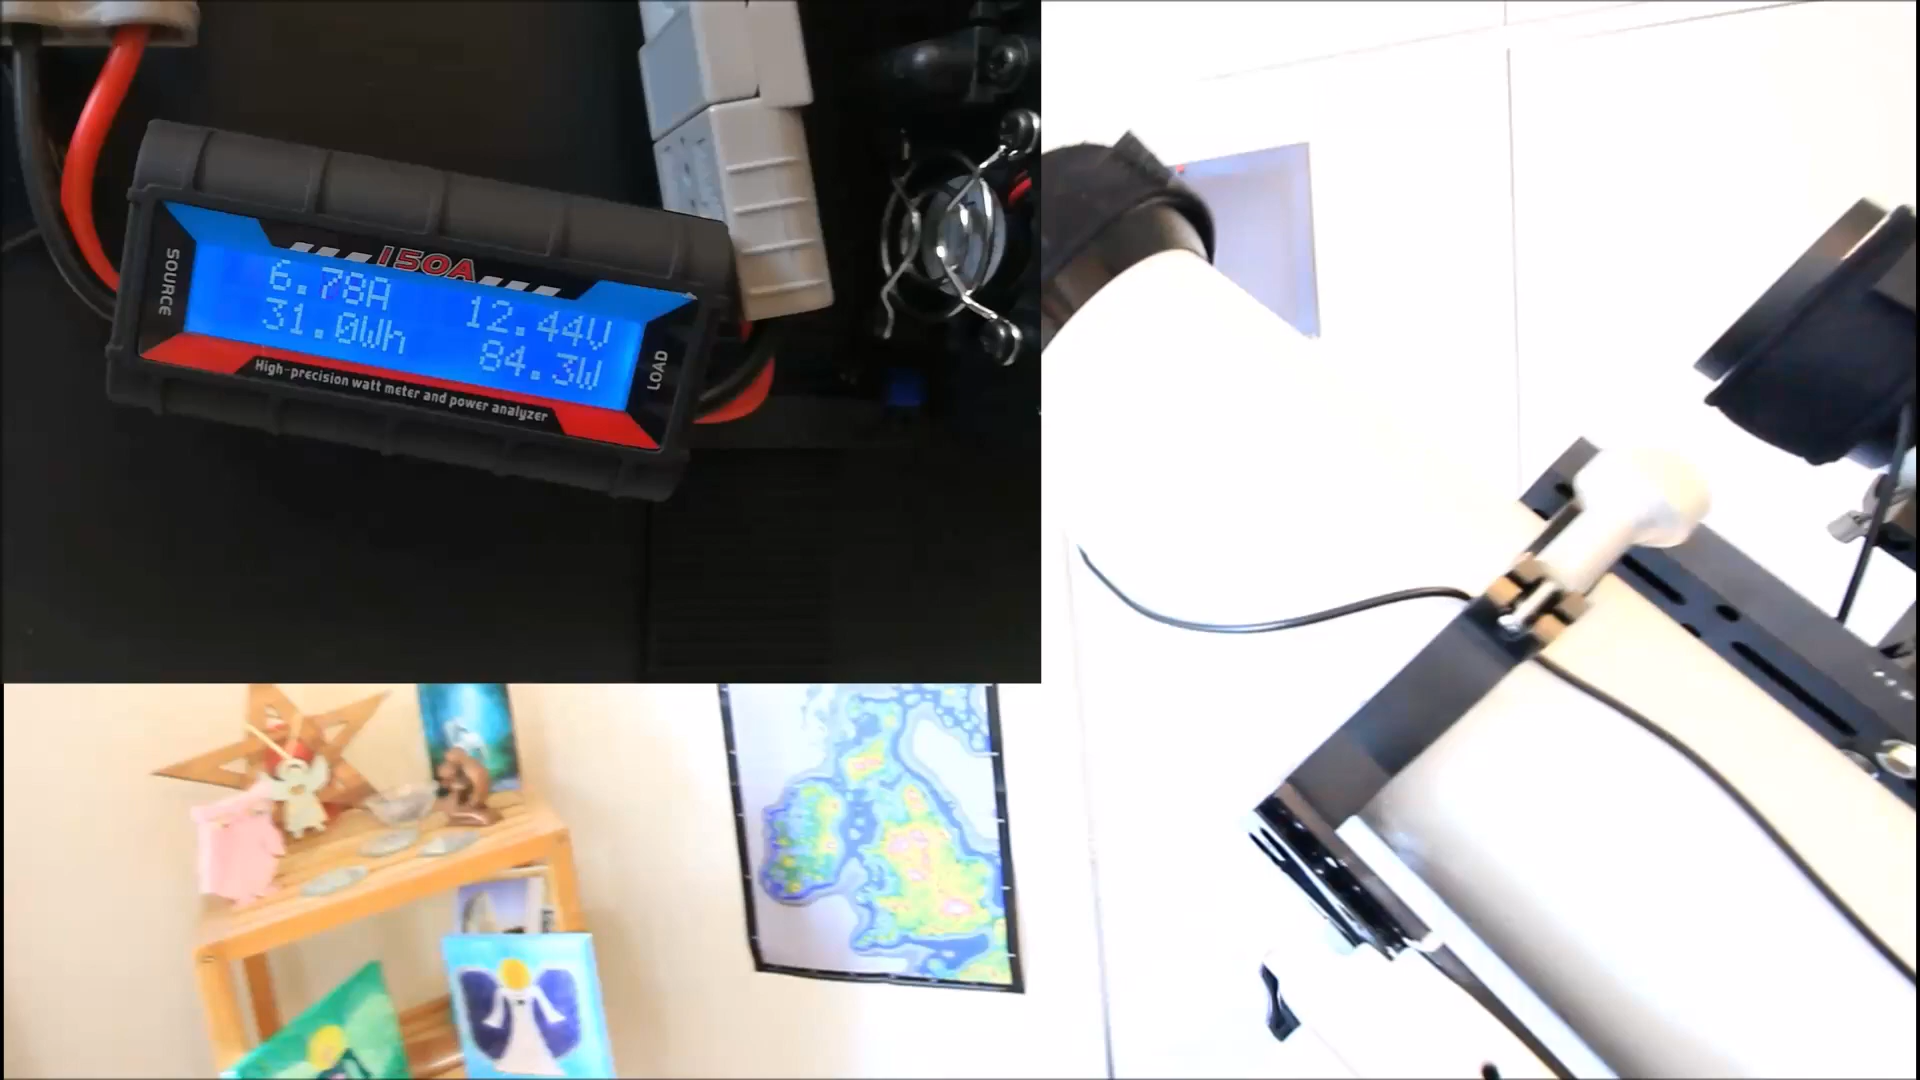 150A
SOURCE
6.78A 12.44V
31.0Wh 84.3W
LOAD
High-precision watt meter and power analyzer